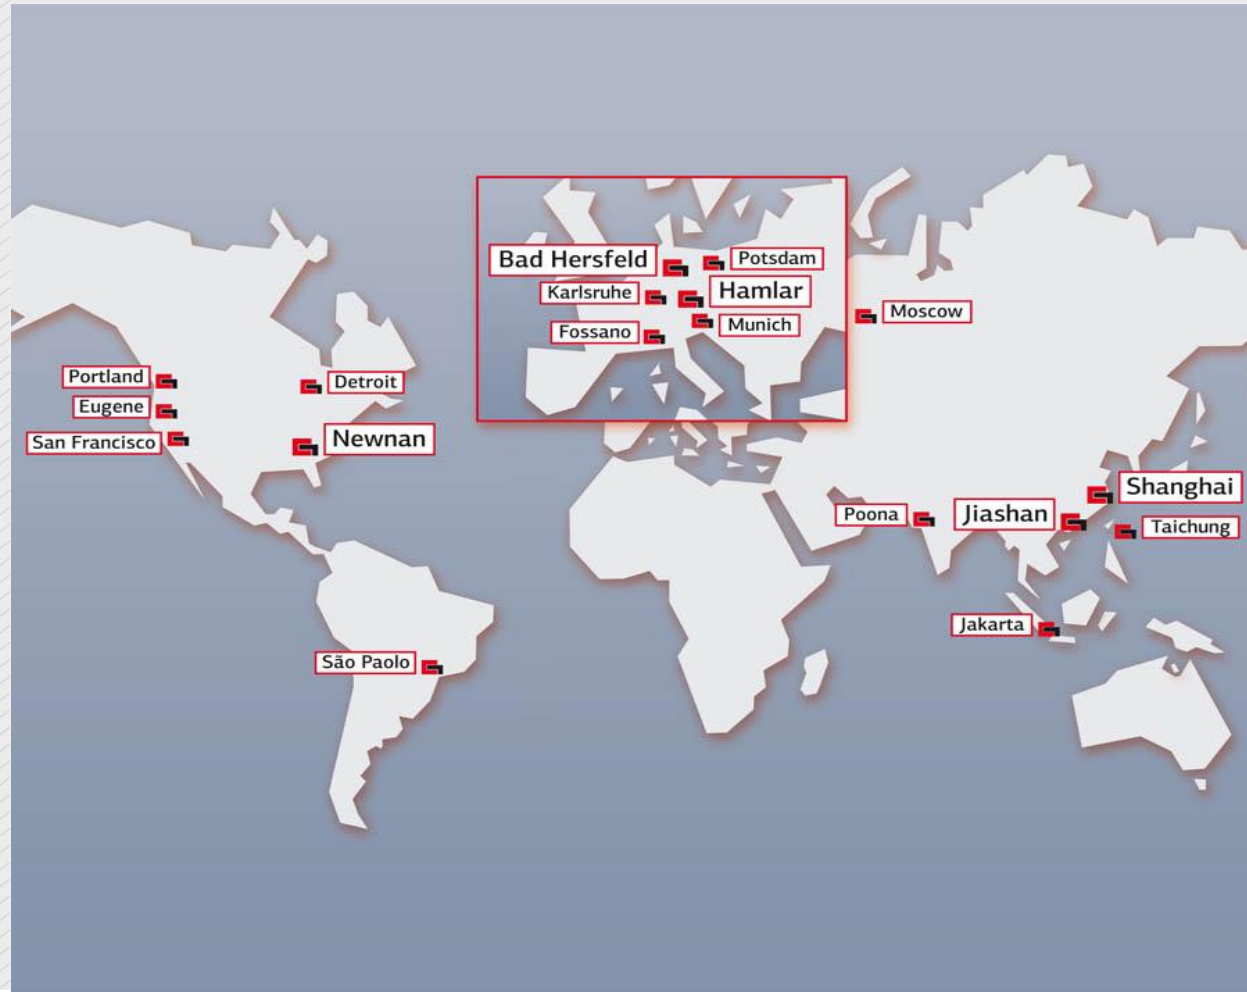 Bad Hersfeld
Potsdam
Karlsruhe
Hamlar
Moscow
Fossano
Munich
Portland
Detroit
Eugene
San Francisco
Newnan
Shanghai
Poona
Jiashan
Taichung
Jakarta
São Paolo